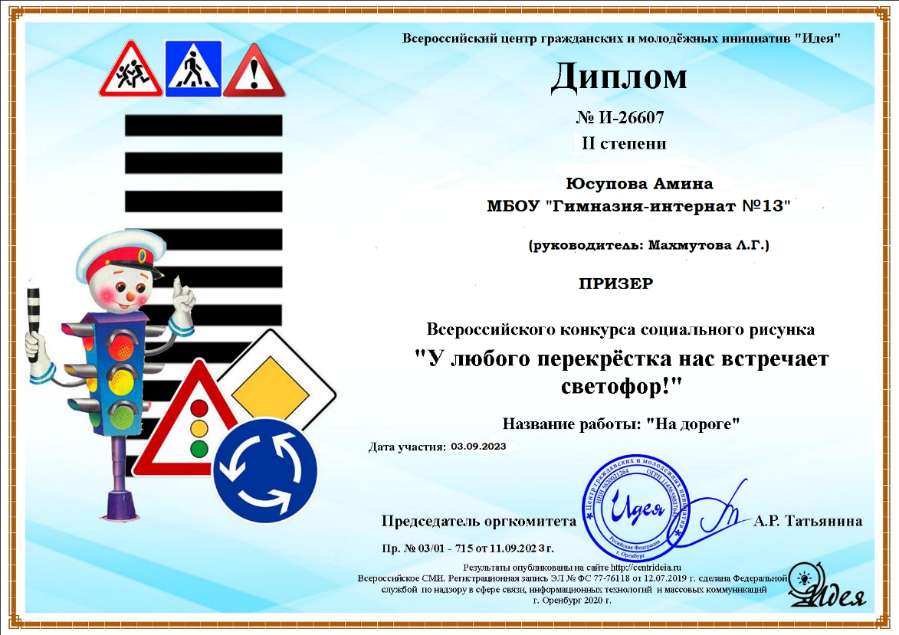 Всероссийский центр гражданских и молодёжных инициатив "Идея"
Диплом
№ И-26607
II степени
Юсупова Амина
МБОУ "Гимназия-интернат №13"
(руководитель: Махмутова Л.Г.)
ПРИЗЕР
Всероссийского конкурса социального рисунка
"У любого перекрёстка нас встречает
светофор!"
Название работы: "На дороге"
Дата участия: 03.09.2023
Идея
Российская Федерация
г. Оренбург
Председатель оргкомитета
А.Р. Татьянина
Пр. № 03/01 - 715 от 11.09.2023 г.
Результаты опубликованы на сайте http://centrideia.ru
Всероссийское СМИ. Регистрационная запись ЭЛ № ФС 77-76118 от 12.07.2019 г. сделана Федеральной
службой по надзору в сфере связи, информационных технологий и массовых коммуникаций
г. Оренбург 2020 г.
Идея